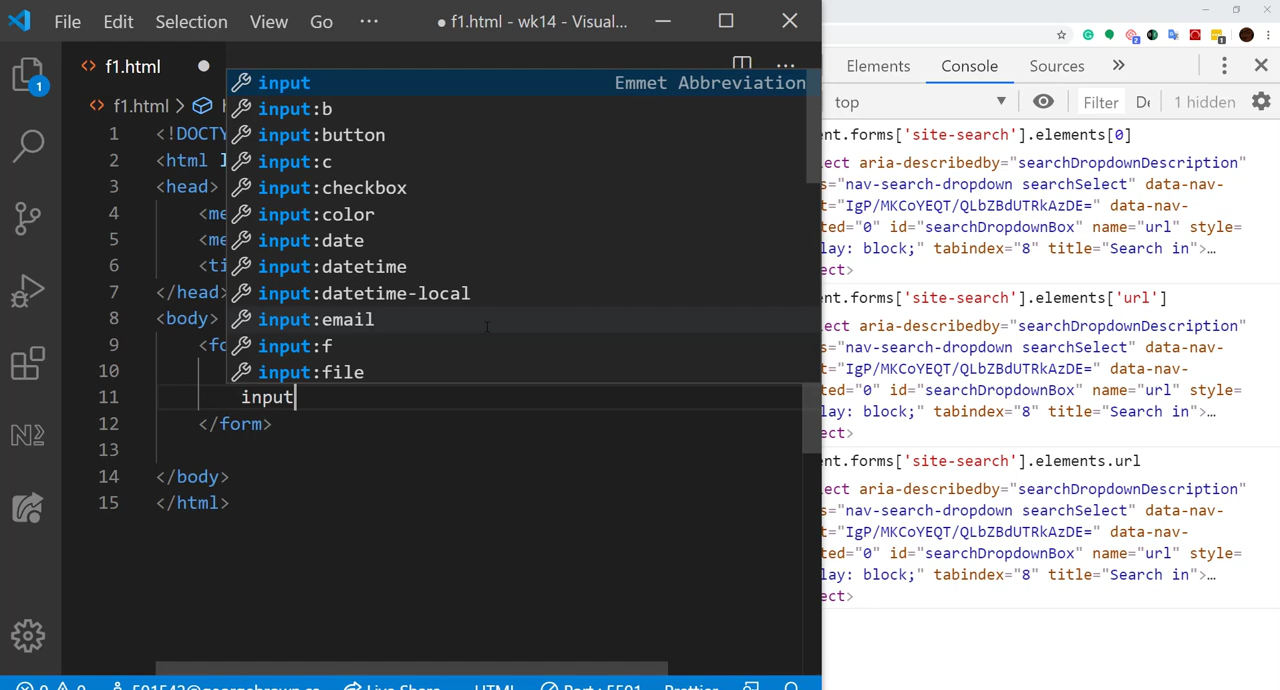 File Edit Selection View Go ··· ● f1.html - wk14 - Visual...
<> f1.html ●
<> f1.html >
1 <!DOCTY
2 <html l
3 <head>
4 <me
5 <me
6 <ti
7 </head
8 <body>
9 <fo
10
11 input
12 </form>
13
14 </body>
15 </html>
input Emmet Abbreviation
input:b
input:button
input:c
input:checkbox
input:color
input:date
input:datetime
input:datetime-local
input:email
input:f
input:file
1
HTML
Elements Console Sources »
top Filter De 1 hidden
ent.forms['site-search'].elements[0]
lect aria-describedby="searchDropdownDescription"
s="nav-search-dropdown searchSelect" data-nav-
t="IgP/MKCoYEQT/QLbZBdUTRkAzDE=" data-nav-
ted="0" id="searchDropdownBox" name="url" style=
lay: block;" tabindex="8" title="Search in">…
ect>
ent.forms['site-search'].elements['url']
lect aria-describedby="searchDropdownDescription"
s="nav-search-dropdown searchSelect" data-nav-
t="IgP/MKCoYEQT/QLbZBdUTRkAzDE=" data-nav-
ted="0" id="searchDropdownBox" name="url" style=
lay: block;" tabindex="8" title="Search in">…
ect>
ent.forms['site-search'].elements.url
lect aria-describedby="searchDropdownDescription"
s="nav-search-dropdown searchSelect" data-nav-
t="IgP/MKCoYEQT/QLbZBdUTRkAzDE=" data-nav-
ted="0" id="searchDropdownBox" name="url" style=
lay: block;" tabindex="8" title="Search in">…
ect>